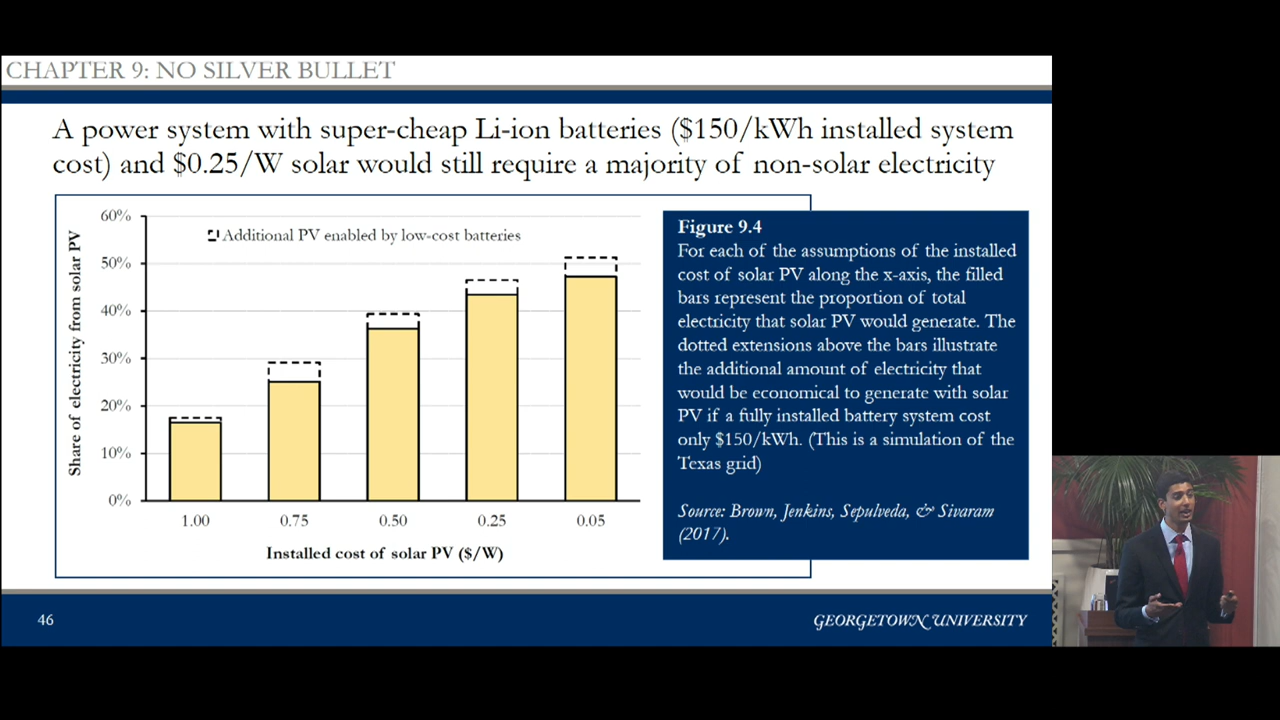 CHAPTER 9: NO SILVER BULLET
A power system with super-cheap Li-ion batteries ($150/kWh installed system
cost) and $0.25/W solar would still require a majority of non-solar electricity
Share of electricity from solar PV
60%
50%
40%
30%
20%
10%
0%
Additional PV enabled by low-cost batteries
1.00 0.75 0.50 0.25 0.05
Installed cost of solar PV ($/W)
Figure 9.4
For each of the assumptions of the installed
cost of solar PV along the x-axis, the filled
bars represent the proportion of total
electricity that solar PV would generate. The
dotted extensions above the bars illustrate
the additional amount of electricity that
would be economical to generate with solar
PV if a fully installed battery system cost
only $150/kWh. (This is a simulation of the
Texas grid)
Source: Brown, Jenkins, Sepulveda, & Sivaram
(2017).
46
GEORGETOWN UNIVERSITY